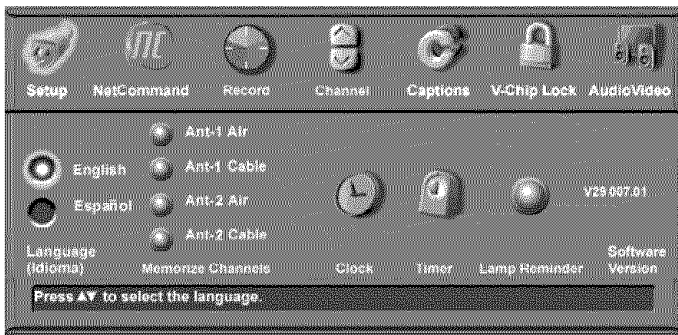 Setup NetCommand Record Channel Captions V-Chip Lock AudioVideo
Ant-1 Air
English Ant-1 Cable
Español Ant-2 Air V29 007.01
Ant-2 Cable
Language (Idioma) Memorize Channels Clock Timer Lamp Reminder Software Version
Press ▲▼ to select the language.